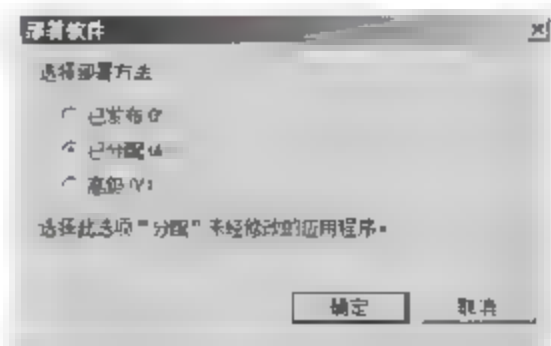 部署软件
选择部署方法
已发布
已分配
高级
选择此选项“分配”未经修改的应用程序。
确定
取消